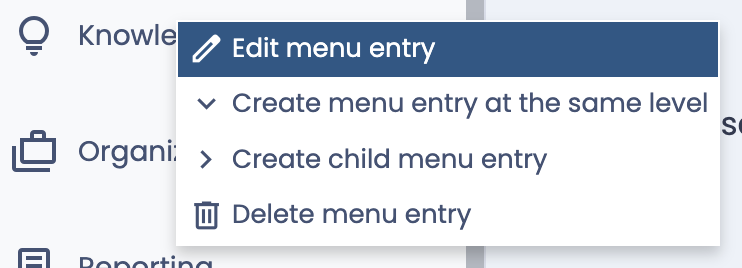 Knowle
Edit menu entry
Create menu entry at the same level
Organiz
Create child menu entry
Delete menu entry
Reporting